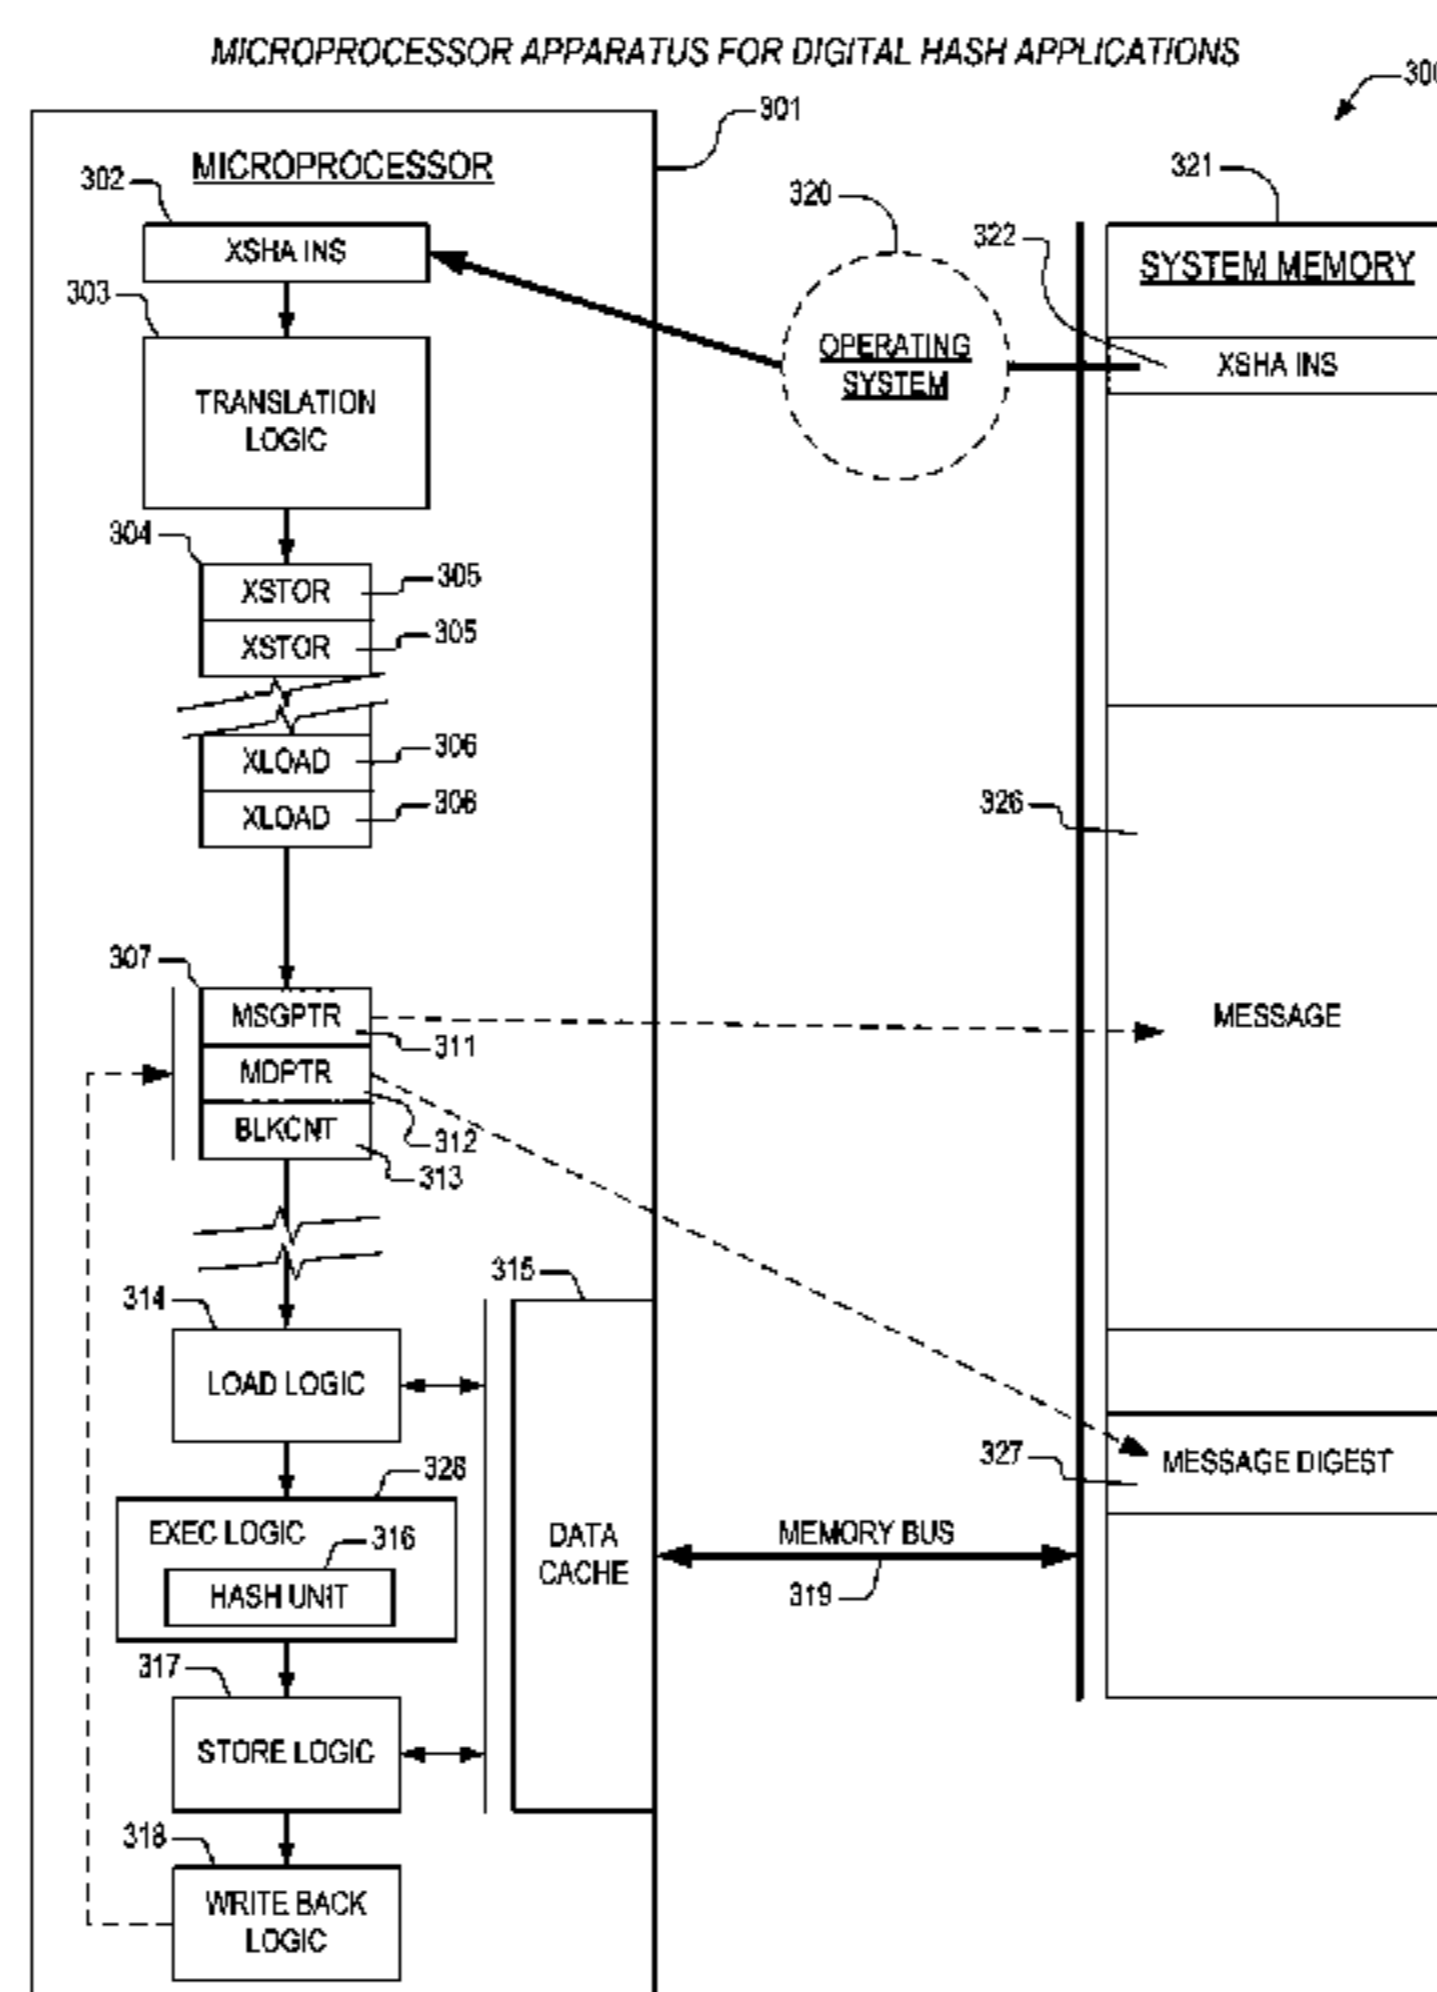 MICROPROCESSOR APPARATUS FOR DIGITAL HASH APPLICATIONS
300
301
MICROPROCESSOR
302
XSHA INS
303
TRANSLATION
LOGIC
304
XSTOR
305
XSTOR
305
XLOAD
306
XLOAD
306
307
MSGPTR
311
MDPTR
312
BLKCNT
313
314
LOAD LOGIC
315
DATA
CACHE
328
EXEC LOGIC
316
HASH UNIT
317
STORE LOGIC
318
WRITE BACK
LOGIC
320
OPERATING
SYSTEM
MEMORY BUS
319
321
SYSTEM MEMORY
322
XSHA INS
326
MESSAGE
327
MESSAGE DIGEST